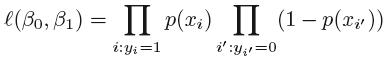 ℓ(β₀, β₁) = ∏_{i:yᵢ=1} p(xᵢ) ∏_{i′:y_{i′}=0} (1 − p(x_{i′}))